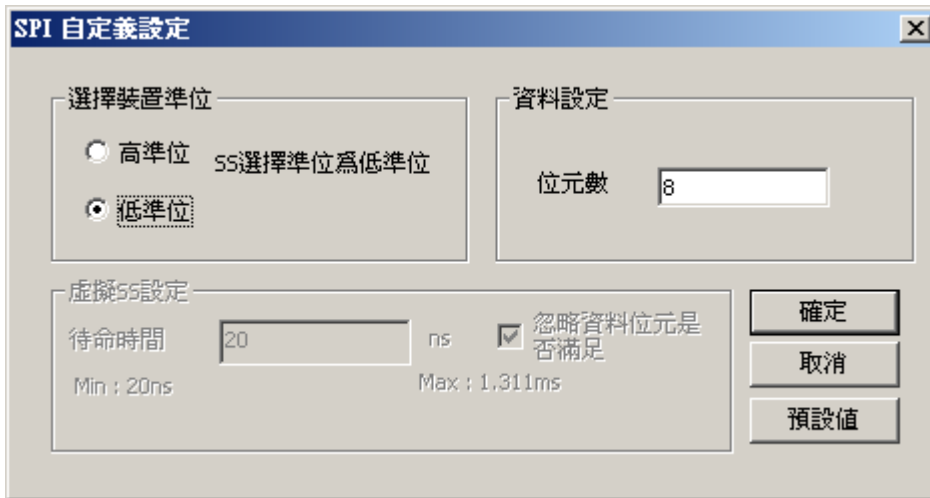 SPI 自定義設定
選擇裝置準位
高準位
SS選擇準位爲低準位
低準位
資料設定
位元數
8
虛擬SS設定
待命時間
20
ns
忽略資料位元是
否滿足
Min : 20ns
Max : 1.311ms
確定
取消
預設值